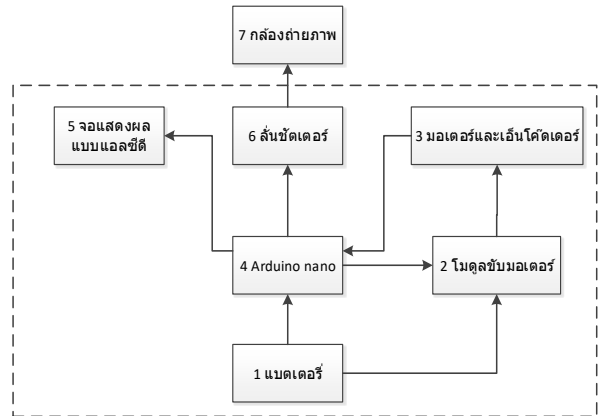 7 กล้องถ่ายภาพ
5 จอแสดงผล
แบบแอลซีดี
6 ลั่นชัตเตอร์
3 มอเตอร์และเอ็นโค๊ดเดอร์
4 Arduino nano
2 โมดูลขับมอเตอร์
1 แบตเตอรี่